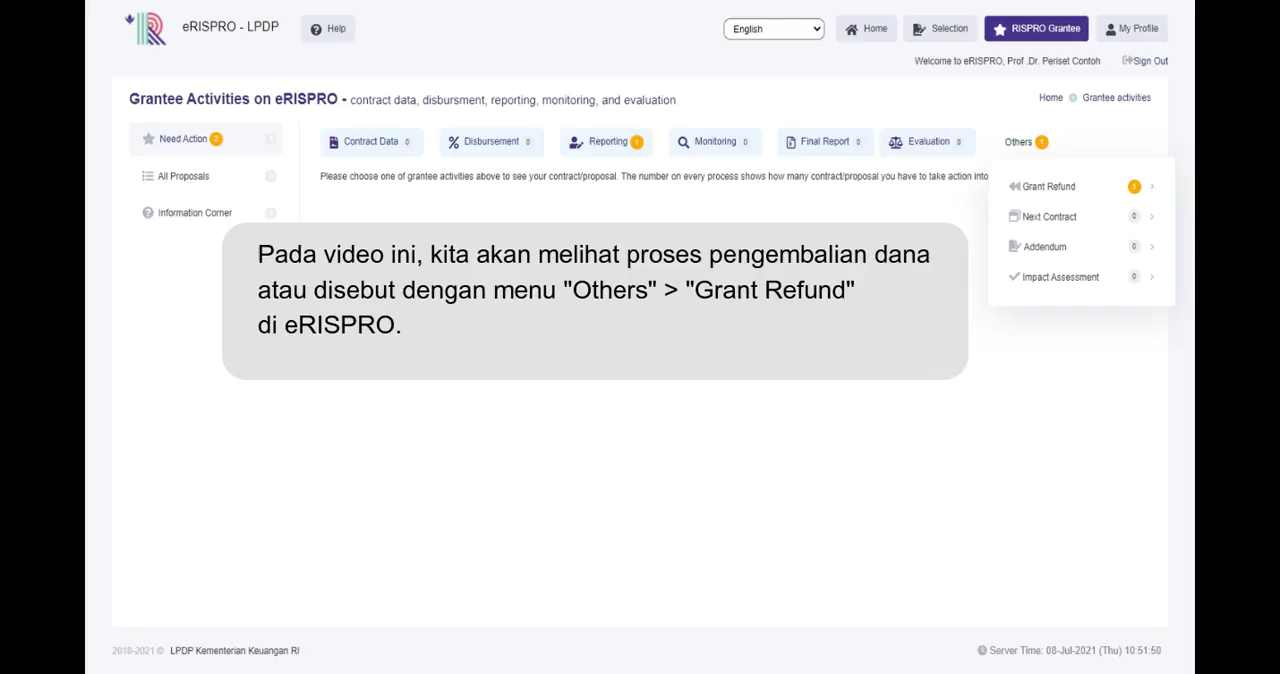 eRISPRO - LPDP
Help
English
Home
Selection
RISPRO Grantee
My Profile
Welcome to eRISPRO, Prof .Dr. Periset Contoh
Sign Out
Grantee Activities on eRISPRO - contract data, disbursment, reporting, monitoring, and evaluation
Home
Grantee activities
Need Action 2
All Proposals
Information Corner
Contract Data 0
Disbursement 0
Reporting 1
Monitoring 0
Final Report 0
Evaluation 0
Others 1
Please choose one of grantee activities above to see your contract/proposal. The number on every process shows how many contract/proposal you have to take action into
Grant Refund 1
Next Contract 0
Addendum 0
Impact Assessment 0
Pada video ini, kita akan melihat proses pengembalian dana
atau disebut dengan menu "Others" > "Grant Refund"
di eRISPRO.
2018-2021 © LPDP Kementerian Keuangan RI
Server Time: 08-Jul-2021 (Thu) 10:51:50